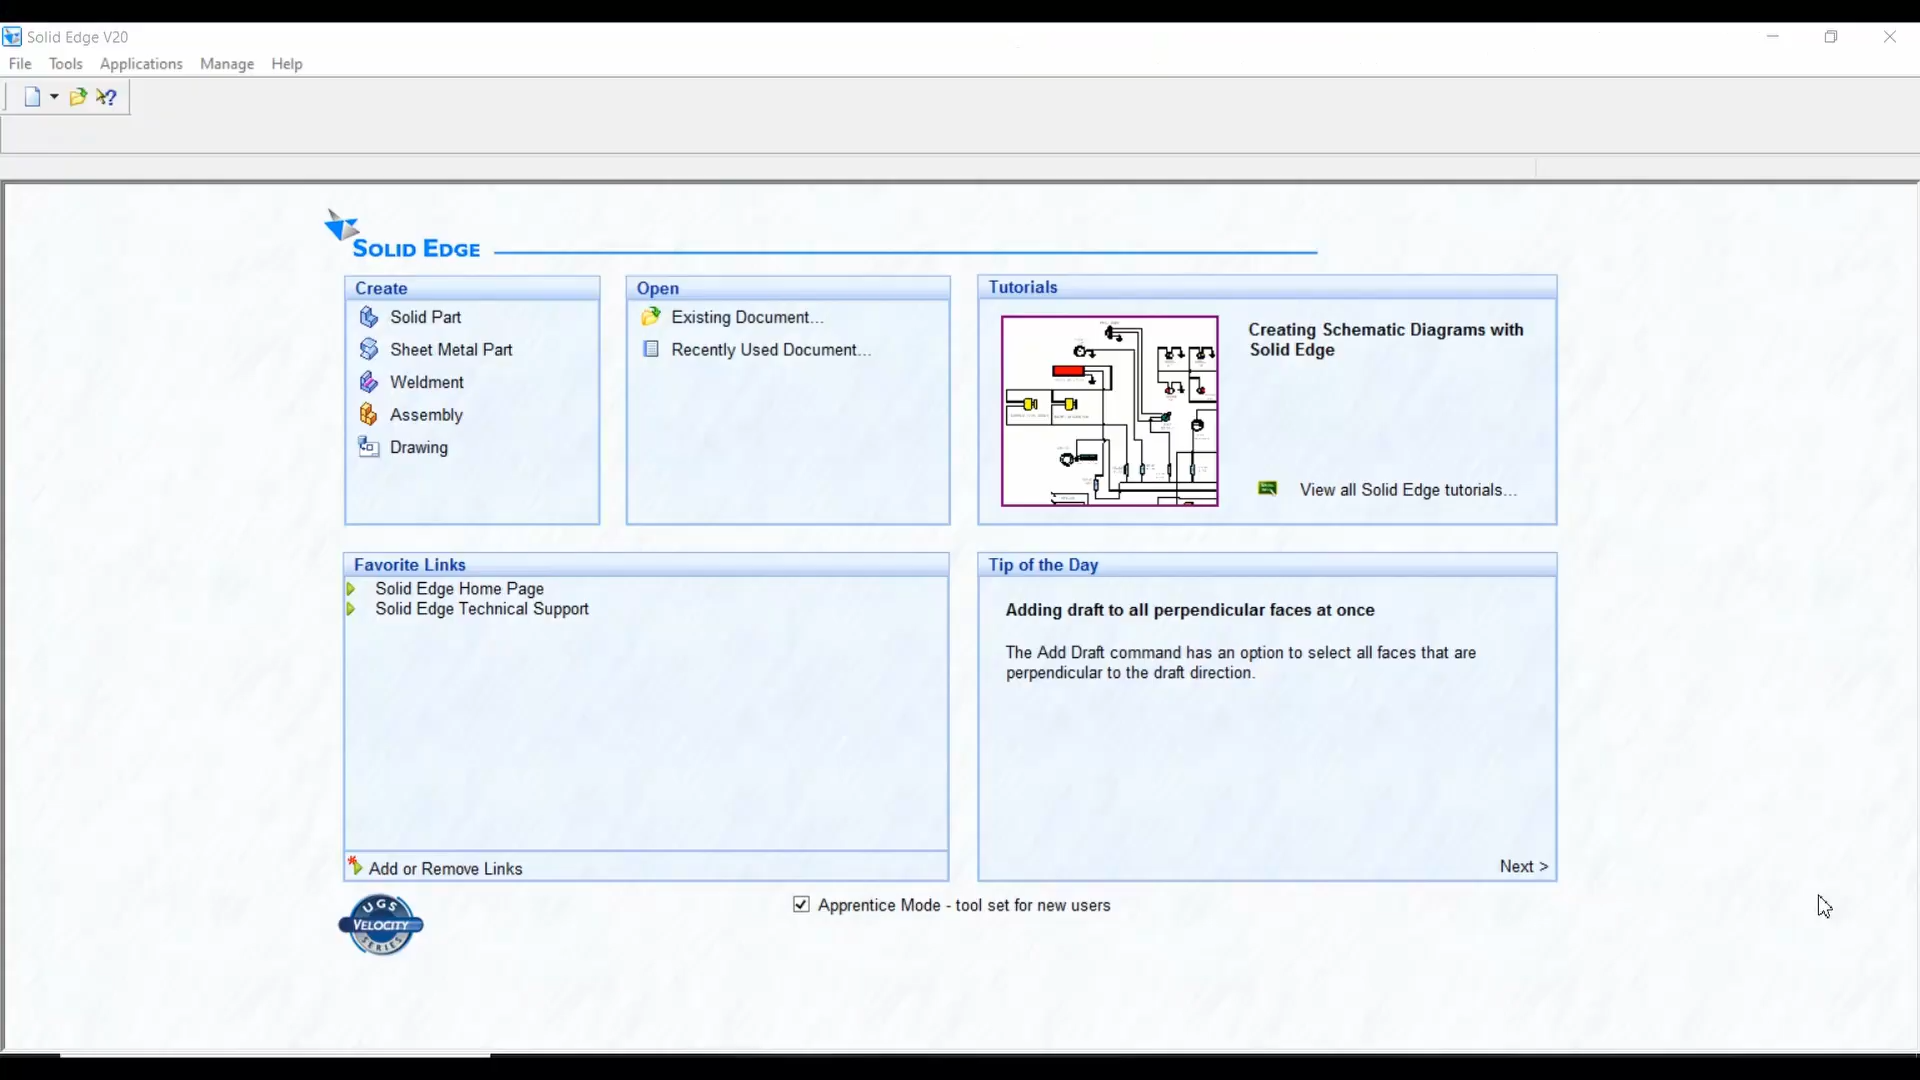 Solid Edge V20
File Tools Applications Manage Help
SOLID EDGE
Create
Solid Part
Sheet Metal Part
Weldment
Assembly
Drawing
Open
Existing Document...
Recently Used Document...
Tutorials
Creating Schematic Diagrams with
Solid Edge
View all Solid Edge tutorials...
Favorite Links
Solid Edge Home Page
Solid Edge Technical Support
Add or Remove Links
Tip of the Day
Adding draft to all perpendicular faces at once
The Add Draft command has an option to select all faces that are
perpendicular to the draft direction.
Next >
UGS
VELOCITY
SERIES
Apprentice Mode - tool set for new users